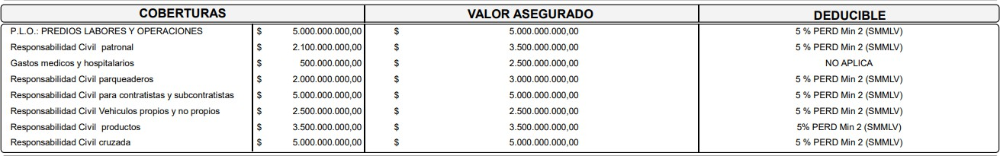 COBERTURAS VALOR ASEGURADO DEDUCIBLE
P.L.O.: PREDIOS LABORES Y OPERACIONES $ 5.000.000.000,00 $ 5.000.000.000,00 5 % PERD Min 2 (SMMLV)
Responsabilidad Civil patronal $ 2.100.000.000,00 $ 3.500.000.000,00 5 % PERD Min 2 (SMMLV)
Gastos medicos y hospitalarios $ 500.000.000,00 $ 2.500.000.000,00 NO APLICA
Responsabilidad Civil parqueaderos $ 2.000.000.000,00 $ 3.000.000.000,00 5 % PERD Min 2 (SMMLV)
Responsabilidad Civil para contratistas y subcontratistas $ 5.000.000.000,00 $ 5.000.000.000,00 5 % PERD Min 2 (SMMLV)
Responsabilidad Civil Vehiculos propios y no propios $ 2.500.000.000,00 $ 2.500.000.000,00 5 % PERD Min 2 (SMMLV)
Responsabilidad Civil productos $ 3.500.000.000,00 $ 3.500.000.000,00 5% PERD Min 2 (SMMLV)
Responsabilidad Civil cruzada $ 5.000.000.000,00 $ 5.000.000.000,00 5 % PERD Min 2 (SMMLV)